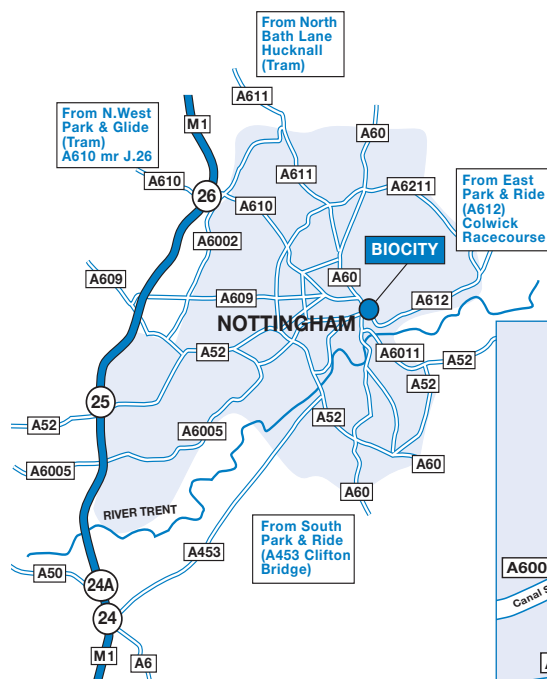 From North
Bath Lane
Hucknall
(Tram)
A611
From N.West
Park & Glide
(Tram)
A610 mr J.26
M1
A60
A610
26
A611
A6211
From East
Park & Ride
(A612)
Colwick
Racecourse
A610
A6002
BIOCITY
A609
A60
A609
A612
NOTTINGHAM
A52
A6011
A52
A52
25
A52
A52
A6005
A6005
A60
A60
RIVER TRENT
From South
Park & Ride
(A453 Clifton
Bridge)
A453
A50
24A
A600
Canal S
24
M1
A6